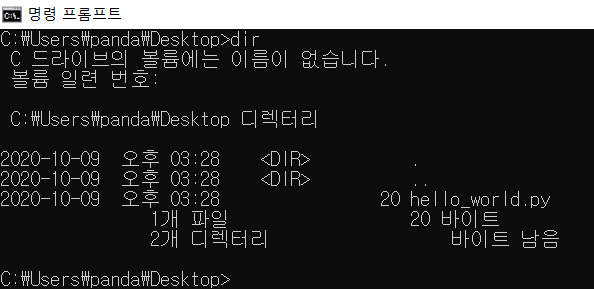 명령 프롬프트
C:₩Users₩panda₩Desktop>dir
C 드라이브의 볼륨에는 이름이 없습니다.
볼륨 일련 번호:
C:₩Users₩panda₩Desktop 디렉터리
2020-10-09 오후 03:28 <DIR> .
2020-10-09 오후 03:28 <DIR> ..
2020-10-09 오후 03:28 20 hello_world.py
1개 파일 20 바이트
2개 디렉터리 바이트 남음
C:₩Users₩panda₩Desktop>